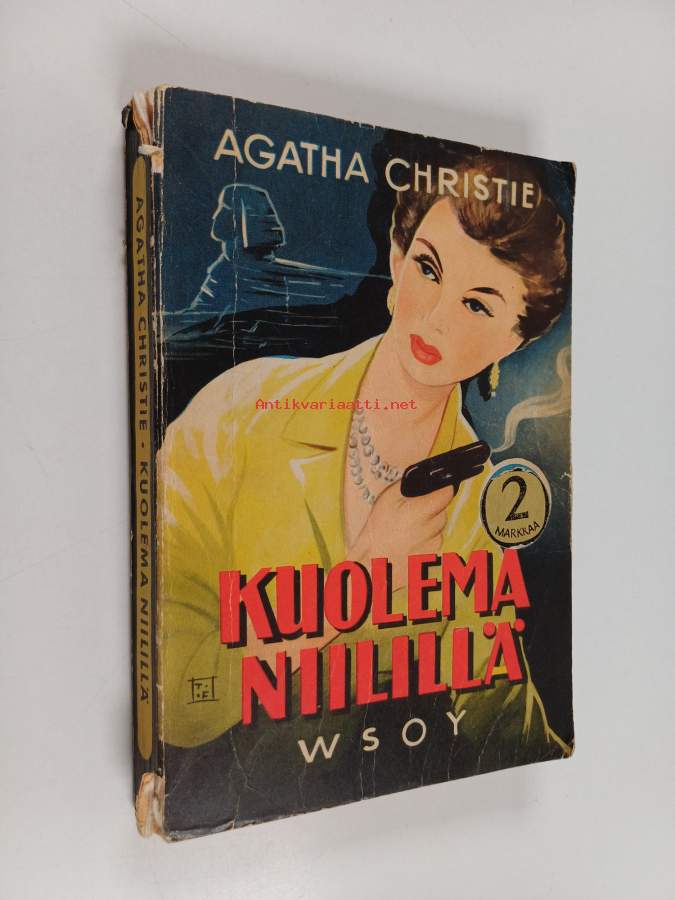 AGATHA CHRISTIE
Antikvariaatti.net
2
MARKKAA
KUOLEMA
NIILILLÄ
WSOY
AGATHA CHRISTIE • KUOLEMA NIILILLÄ